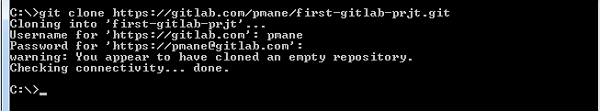 C:\>git clone https://gitlab.com/pmane/first-gitlab-prjt.git
Cloning into 'first-gitlab-prjt'...
Username for 'https://gitlab.com': pmane
Password for 'https://pmane@gitlab.com':
warning: You appear to have cloned an empty repository.
Checking connectivity... done.
C:\>_